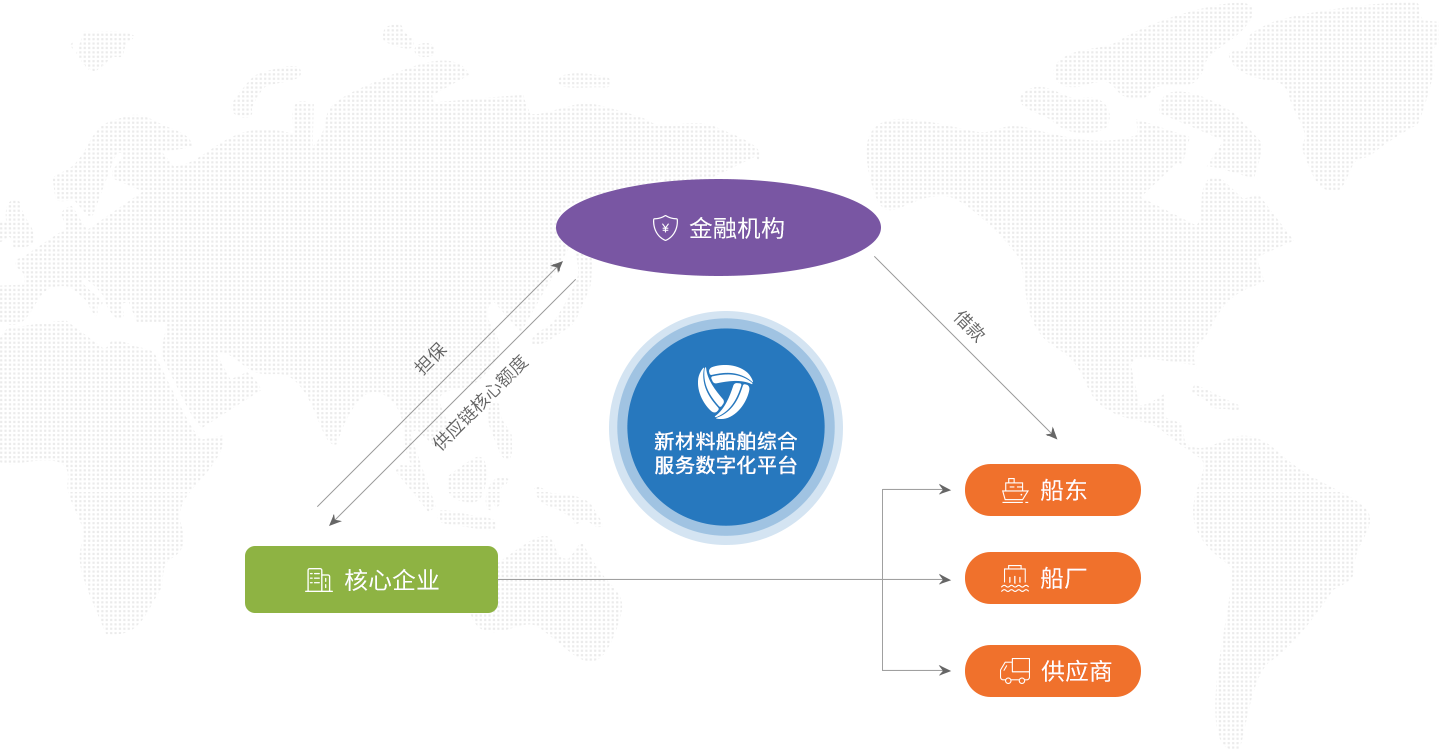 金融机构
借款
担保
供应链核心额度
新材料船舶综合
服务数字化平台
船东
核心企业
船厂
供应商